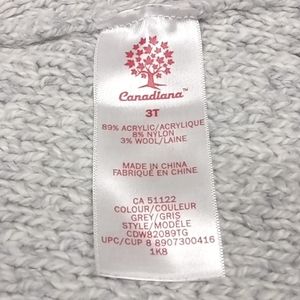 Canadiana™
3T
89% ACRYLIC/ACRYLIQUE
8% NYLON
3% WOOL/LAINE
MADE IN CHINA
FABRIQUÉ EN CHINE
CA 51122
COLOUR/COULEUR
GREY/GRIS
STYLE/MODÈLE
CDW82089TG
UPC/CUP 8 8907300416
1K8